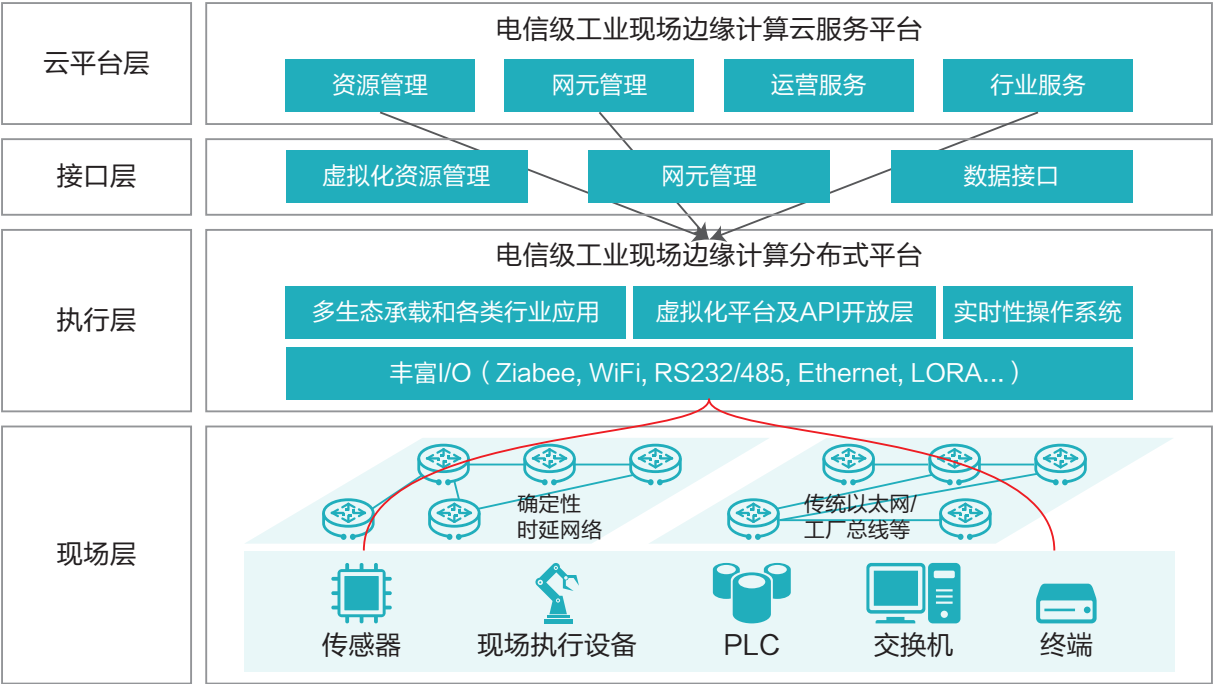 云平台层
电信级工业现场边缘计算云服务平台
资源管理
网元管理
运营服务
行业服务
接口层
虚拟化资源管理
网元管理
数据接口
执行层
电信级工业现场边缘计算分布式平台
多生态承载和各类行业应用
虚拟化平台及API开放层
实时性操作系统
丰富I/O（Ziabee, WiFi, RS232/485, Ethernet, LORA...）
现场层
确定性
时延网络
传统以太网/
工厂总线等
传感器
现场执行设备
PLC
交换机
终端